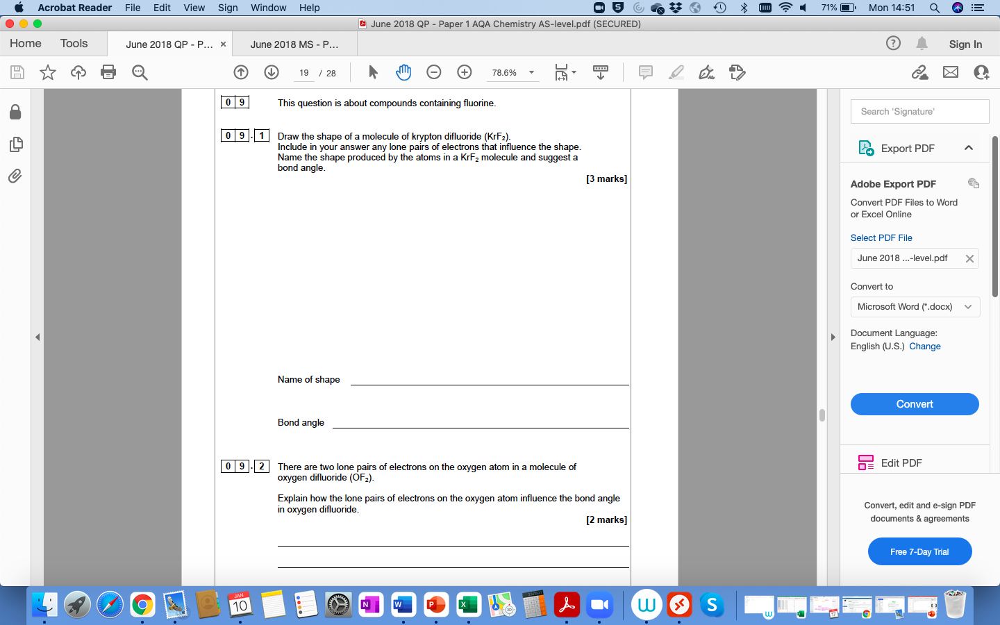 Acrobat Reader File Edit View Sign Window Help 71% Mon 14:51
June 2018 QP - Paper 1 AQA Chemistry AS-level.pdf (SECURED)
Home Tools June 2018 QP - P... × June 2018 MS - P... Sign In
19 / 28 78.6%
0 9 This question is about compounds containing fluorine.
0 9 . 1 Draw the shape of a molecule of krypton difluoride (KrF₂).
Include in your answer any lone pairs of electrons that influence the shape.
Name the shape produced by the atoms in a KrF₂ molecule and suggest a
bond angle.
[3 marks]
Name of shape
Bond angle
0 9 . 2 There are two lone pairs of electrons on the oxygen atom in a molecule of
oxygen difluoride (OF₂).
Explain how the lone pairs of electrons on the oxygen atom influence the bond angle
in oxygen difluoride.
[2 marks]
Search 'Signature'
Export PDF
Adobe Export PDF
Convert PDF Files to Word
or Excel Online
Select PDF File
June 2018 ...-level.pdf
Convert to
Microsoft Word (*.docx)
Document Language:
English (U.S.) Change
Convert
Edit PDF
Convert, edit and e-sign PDF
documents & agreements
Free 7-Day Trial
JAN
10